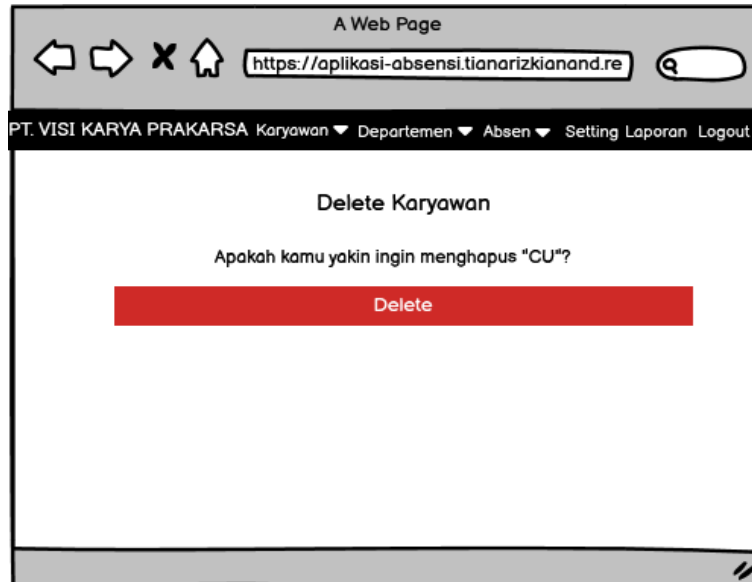 A Web Page
https://aplikasi-absensi.tianarizkianand.re
PT. VISI KARYA PRAKARSA Karyawan Departemen Absen Setting Laporan Logout
Delete Karyawan
Apakah kamu yakin ingin menghapus "CU"?
Delete